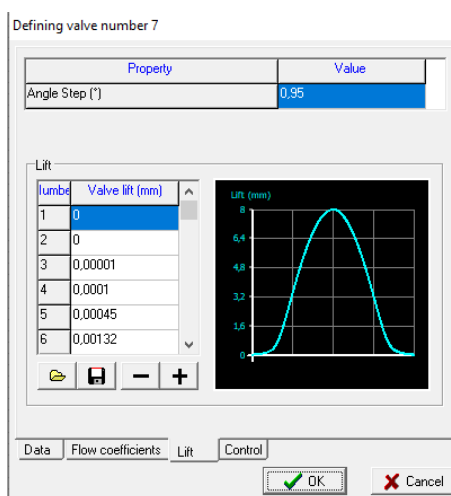 Defining valve number 7
Property Value
Angle Step (°) 0,95
Lift
lumbe Valve lift (mm)
1 0
2 0
3 0,00001
4 0,0001
5 0,00045
6 0,00132
Lift (mm)
8
6,4
4,8
3,2
1,6
0
Data Flow coefficients Lift Control
OK Cancel